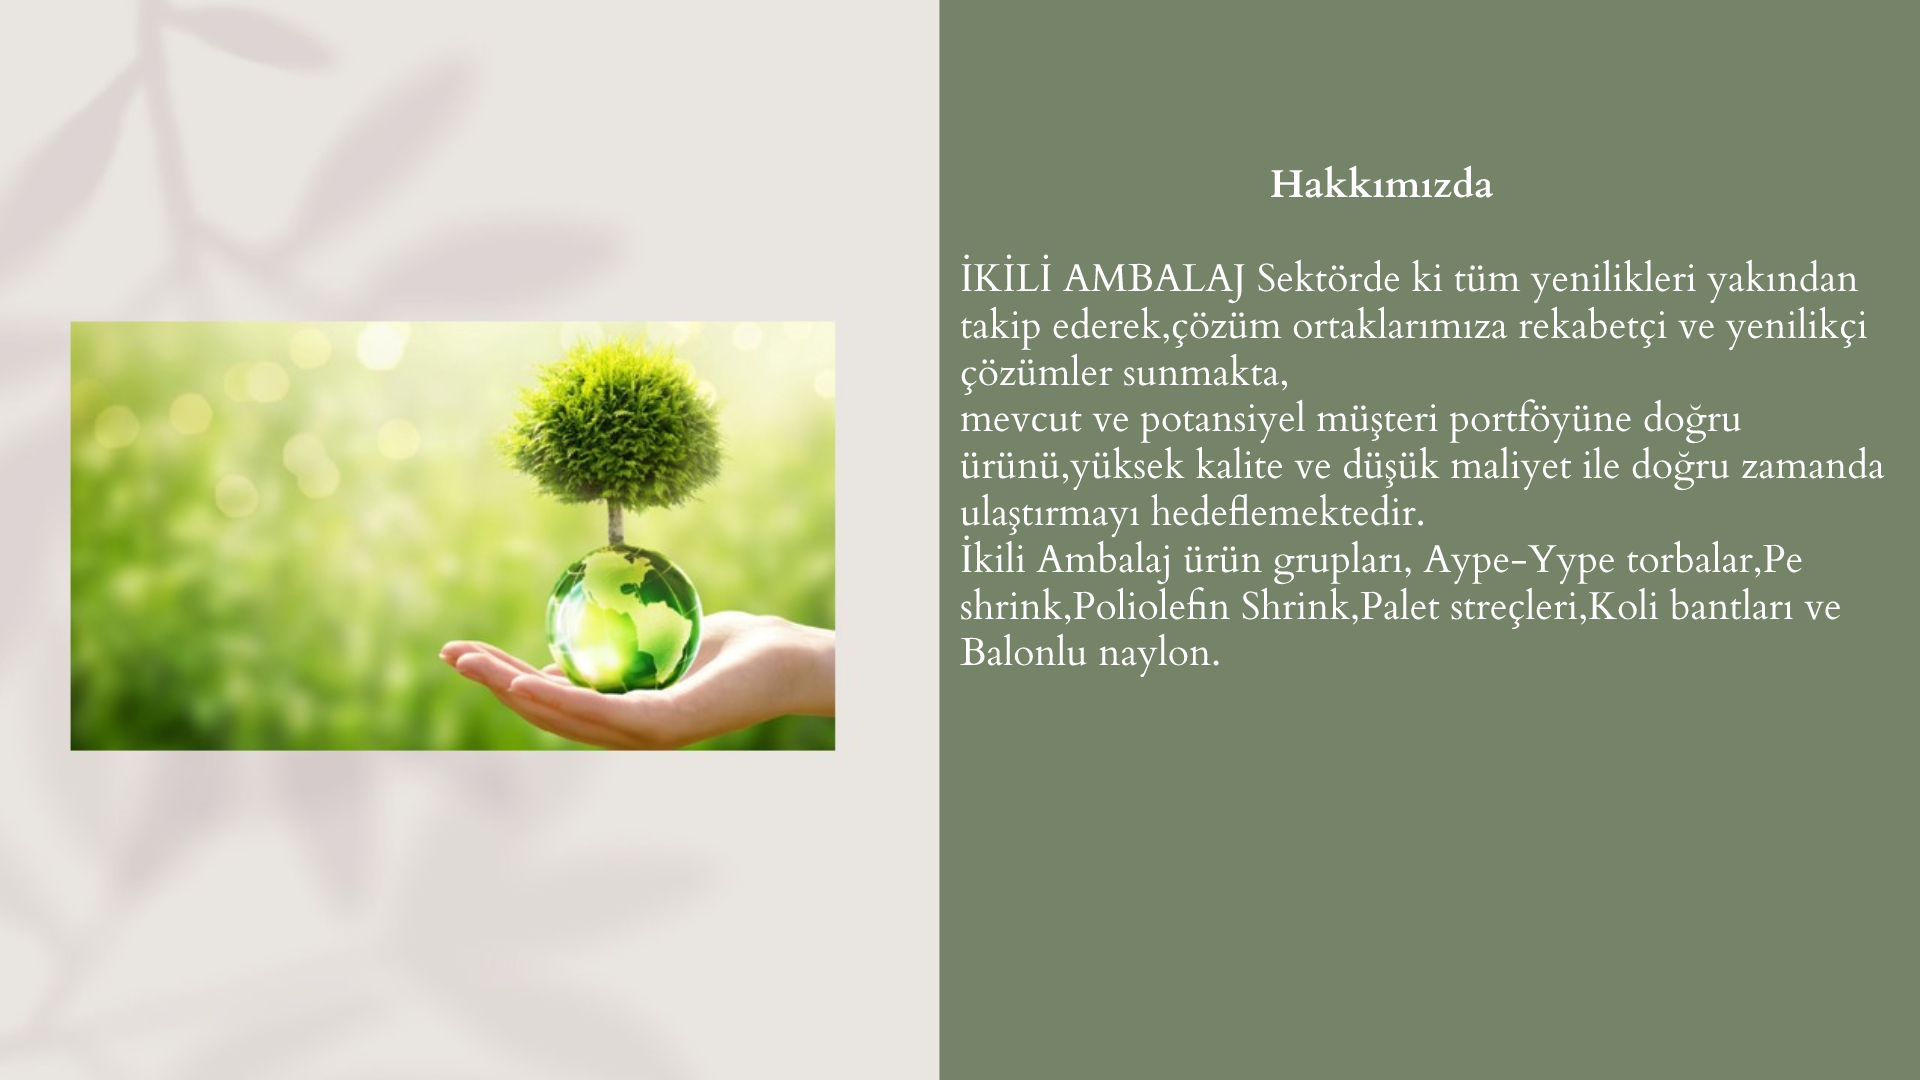 Hakkımızda
İKİLİ AMBALAJ Sektörde ki tüm yenilikleri yakından
takip ederek,çözüm ortaklarımıza rekabetçi ve yenilikçi
çözümler sunmakta,
mevcut ve potansiyel müşteri portföyüne doğru
ürünü,yüksek kalite ve düşük maliyet ile doğru zamanda
ulaştırmayı hedeflemektedir.
İkili Ambalaj ürün grupları, Aype-Yype torbalar,Pe
shrink,Poliolefin Shrink,Palet streçleri,Koli bantları ve
Balonlu naylon.